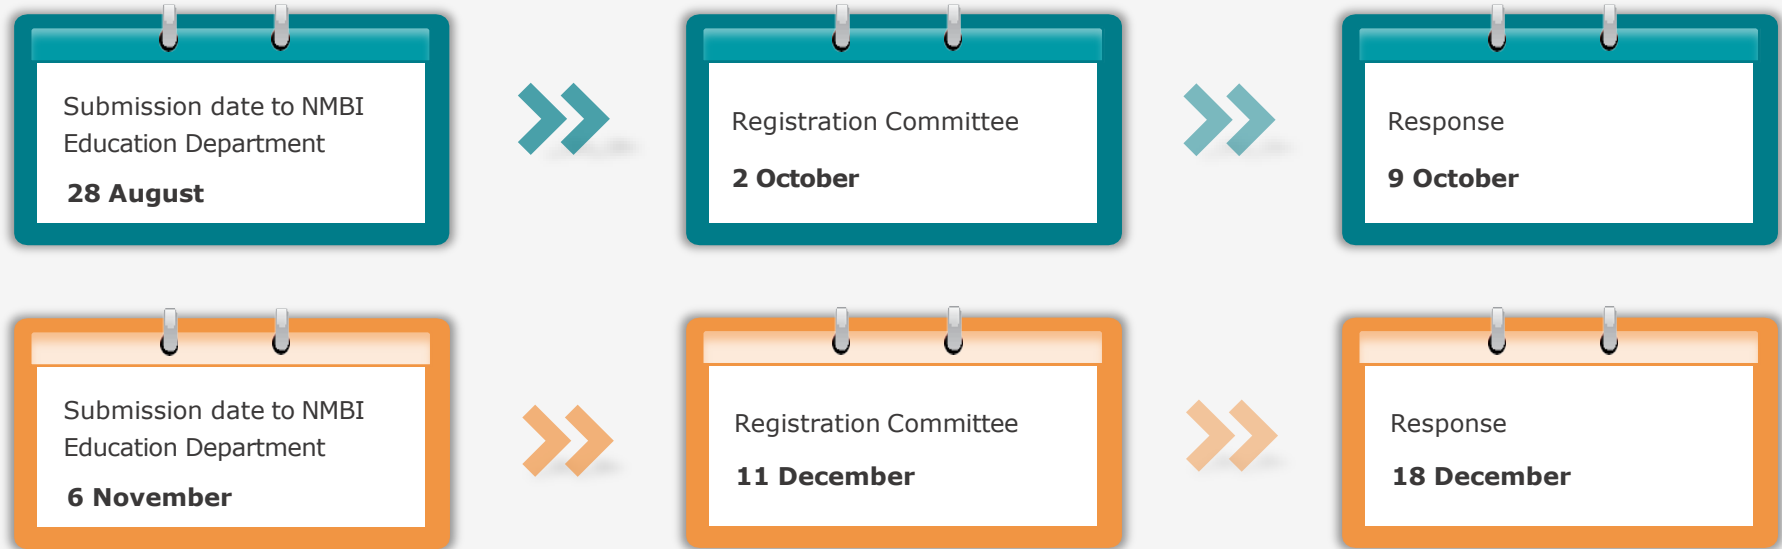 Submission date to NMBI
Education Department
28 August
Registration Committee
2 October
Response
9 October
Submission date to NMBI
Education Department
6 November
Registration Committee
11 December
Response
18 December